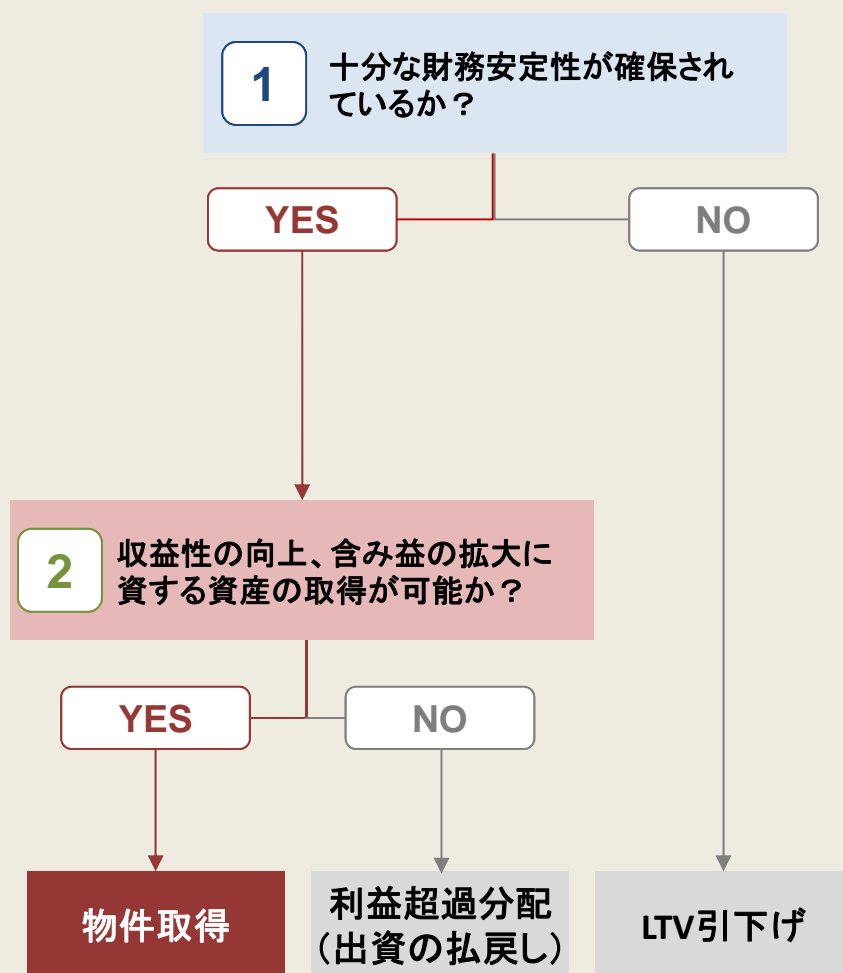 1
十分な財務安定性が確保され
ているか？
YES
NO
2
収益性の向上、含み益の拡大に
資する資産の取得が可能か？
YES
NO
物件取得
利益超過分配
（出資の払戻し）
LTV引下げ